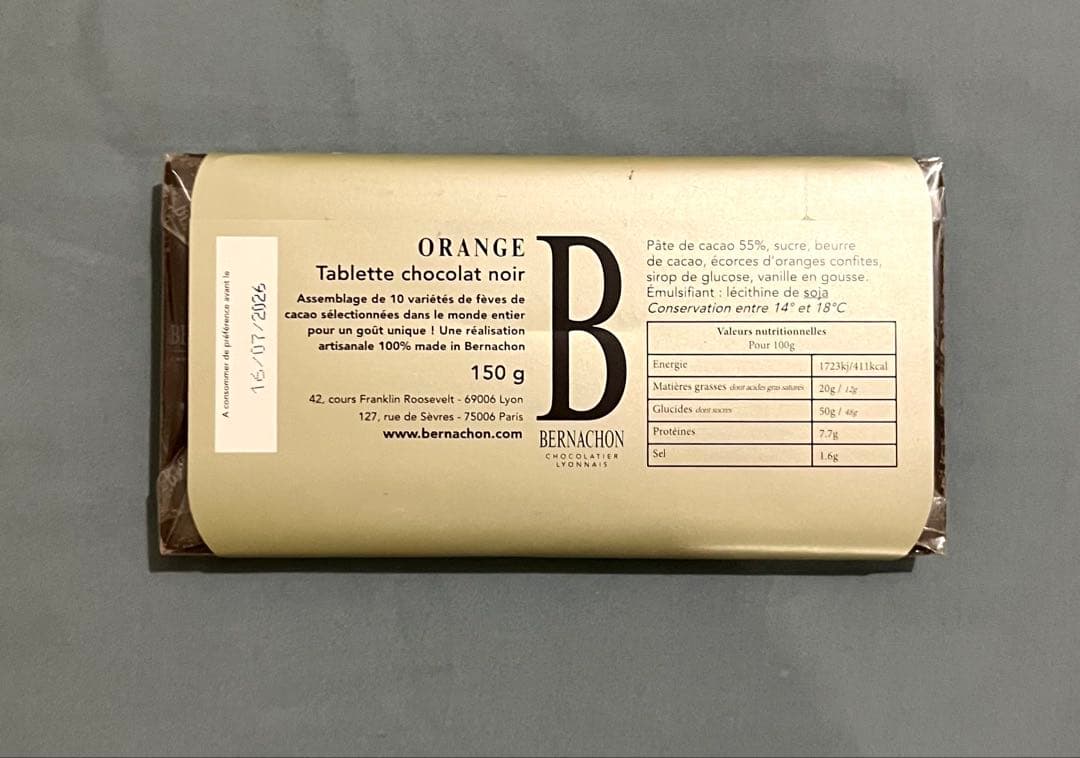 A consommer de préférence avant le
16/07/2026
ORANGE
Tablette chocolat noir
Assemblage de 10 variétés de fèves de
cacao sélectionnées dans le monde entier
pour un goût unique ! Une réalisation
artisanale 100% made in Bernachon
150 g
42, cours Franklin Roosevelt - 69006 Lyon
127, rue de Sèvres - 75006 Paris
www.bernachon.com
B
BERNACHON
CHOCOLATIER
LYONNAIS
Pâte de cacao 55%, sucre, beurre
de cacao, écorces d'oranges confites,
sirop de glucose, vanille en gousse.
Émulsifiant : lécithine de soja
Conservation entre 14° et 18°C
Valeurs nutritionnelles
Pour 100g
Energie 1723kj/411kcal
Matières grasses dont acides gras saturés 20g / 12g
Glucides dont sucres 50g / 48g
Protéines 7.7g
Sel 1.6g